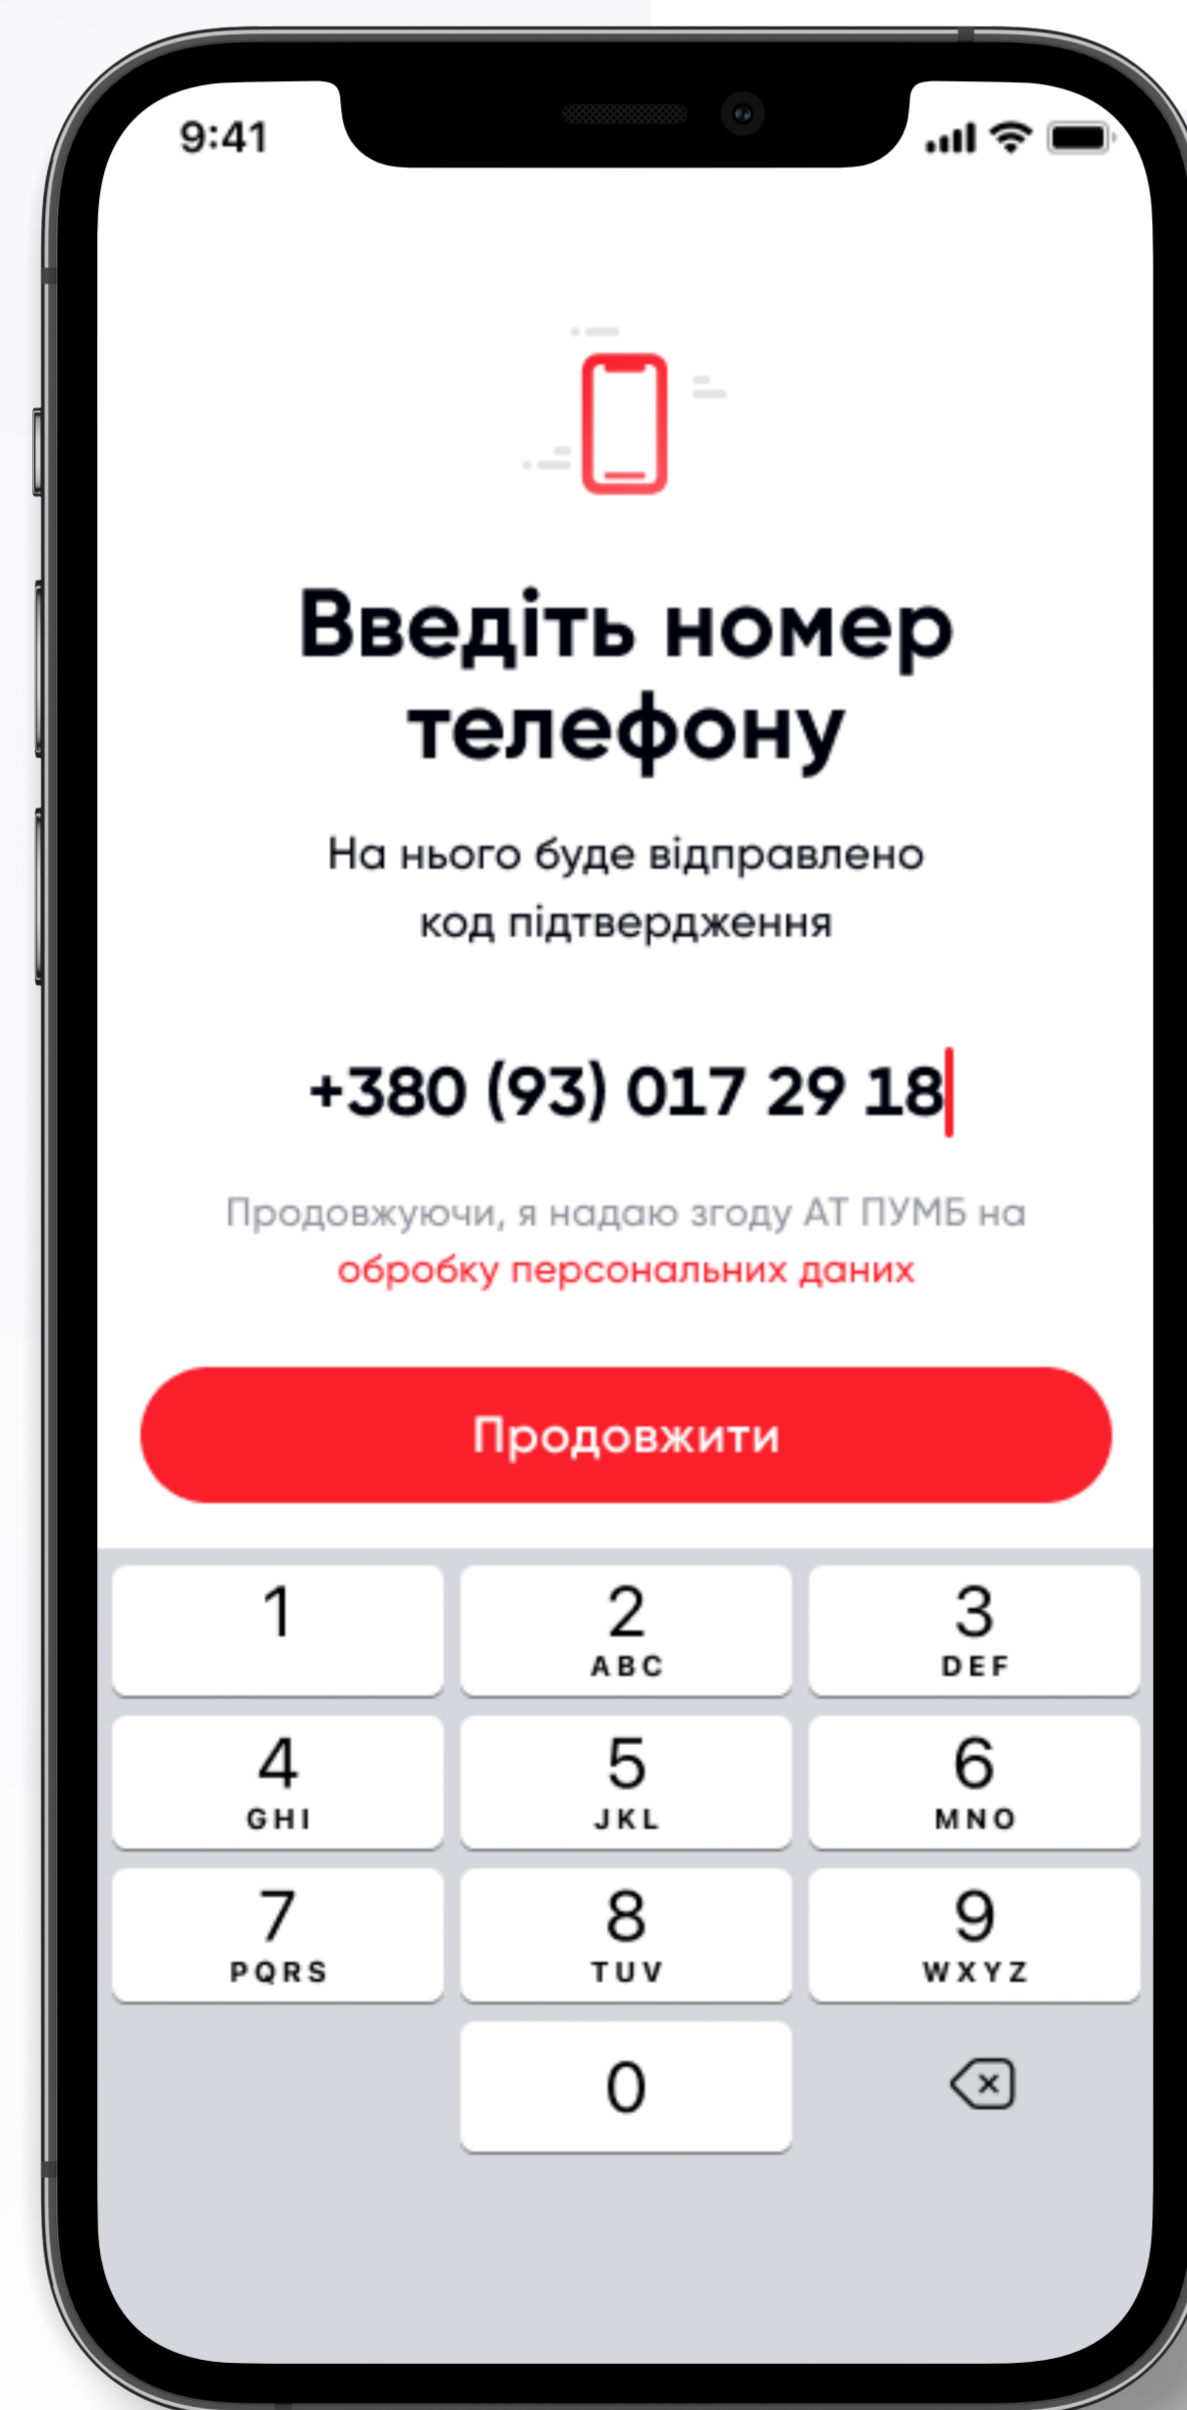 9:41
Введіть номер
телефону
На нього буде відправлено
код підтвердження
+380 (93) 017 29 18
Продовжуючи, я надаю згоду АТ ПУМБ на
обробку персональних даних
Продовжити
1 2 3
ABC DEF
4 5 6
GHI JKL MNO
7 8 9
PQRS TUV WXYZ
0